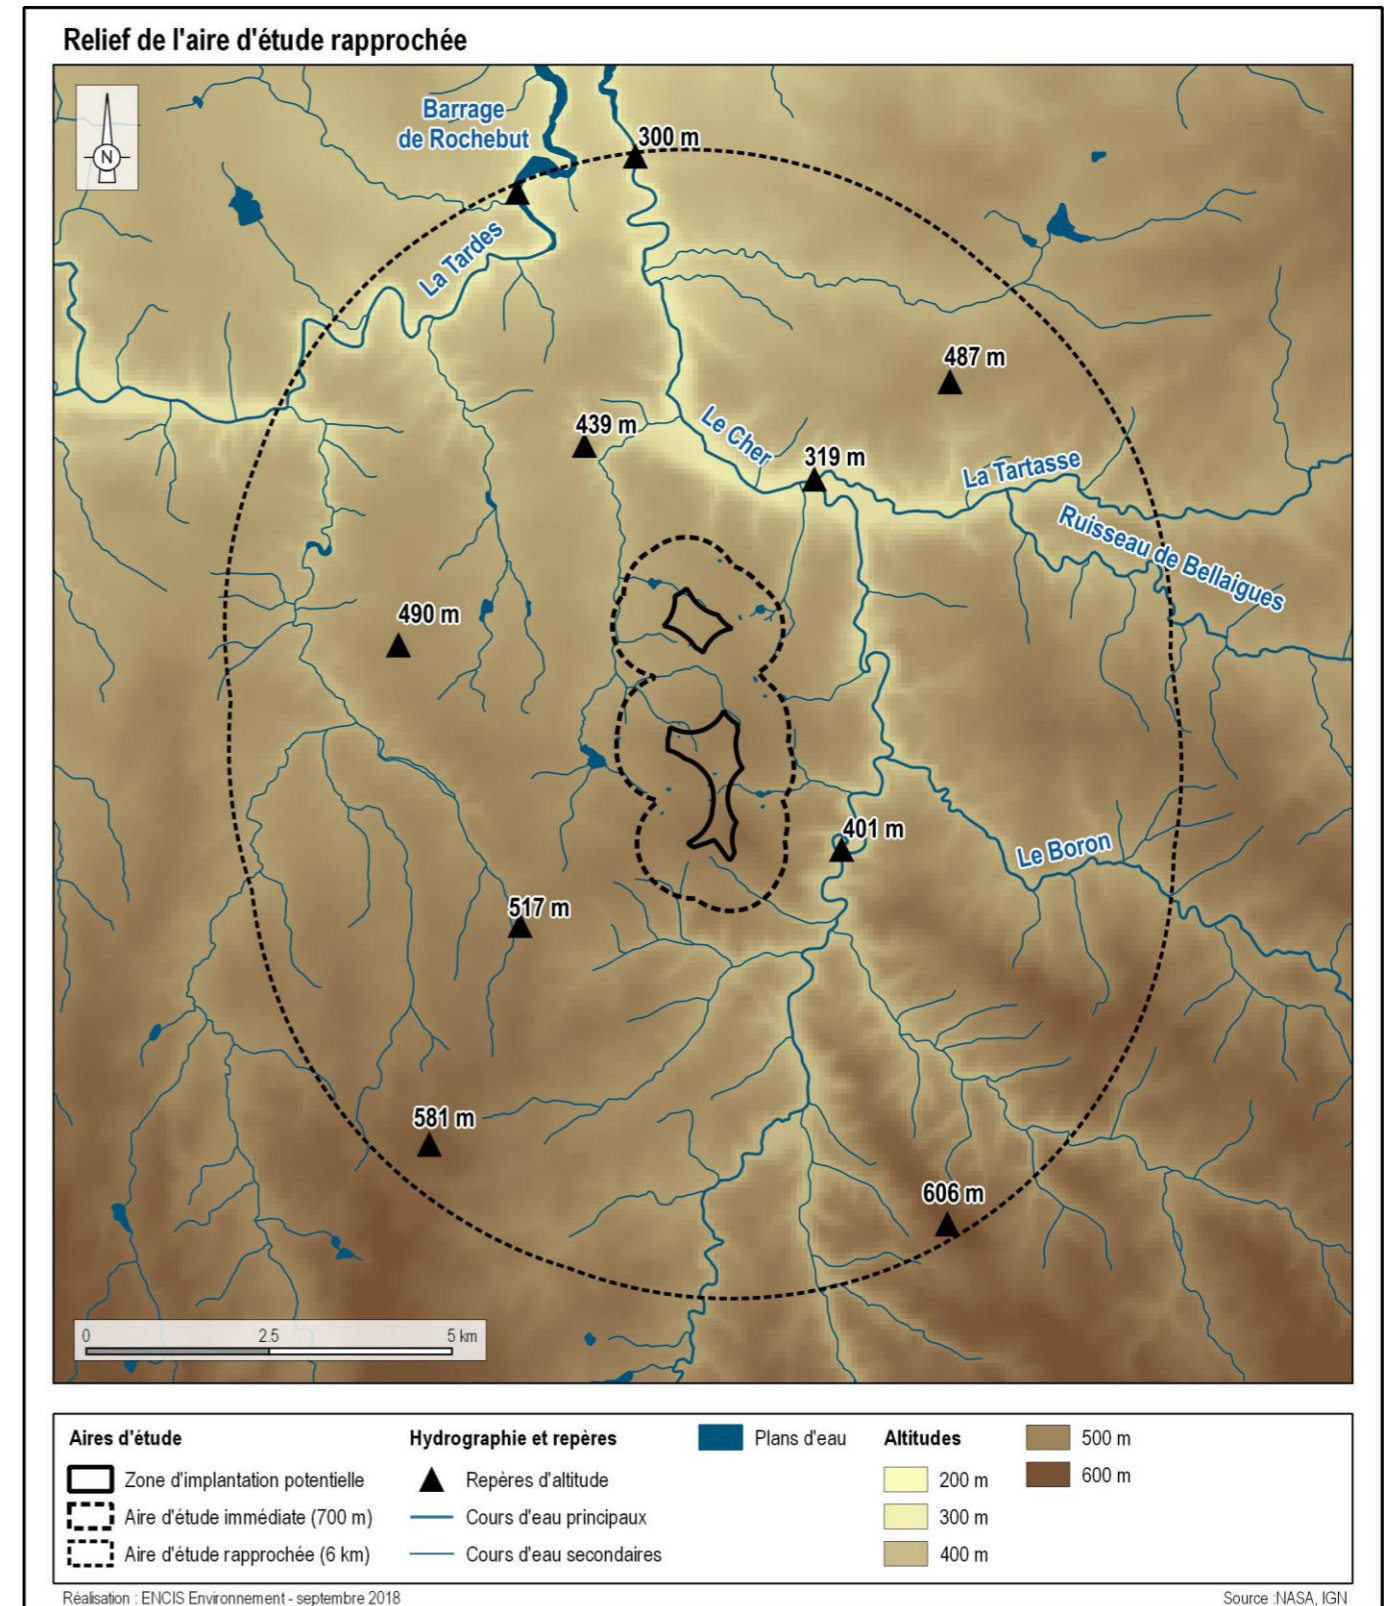 Relief de l'aire d'étude rapprochée
N
Barrage
de Rochebut
300 m
La Tardes
487 m
439 m
Le Cher
319 m
La Tartasse
Ruisseau de Bellaigues
490 m
401 m
Le Boron
517 m
581 m
606 m
0 2.5 5 km
Aires d'étude
Zone d'implantation potentielle
Aire d'étude immédiate (700 m)
Aire d'étude rapprochée (6 km)
Hydrographie et repères
Repères d'altitude
Cours d'eau principaux
Cours d'eau secondaires
Plans d'eau
Altitudes
200 m
300 m
400 m
500 m
600 m
Réalisation : ENCIS Environnement - septembre 2018
Source :NASA, IGN